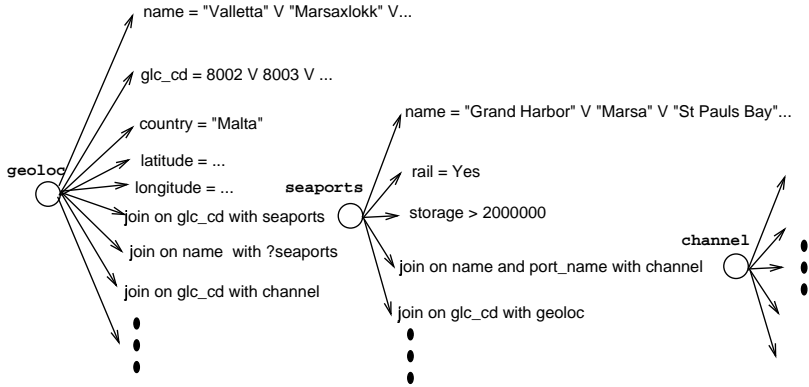 name = "Valletta" V "Marsaxlokk" V...
glc_cd = 8002 V 8003 V ...
country = "Malta"
latitude = ...
longitude = ...
geoloc
join on glc_cd with seaports
join on name with ?seaports
join on glc_cd with channel
seaports
name = "Grand Harbor" V "Marsa" V "St Pauls Bay"...
rail = Yes
storage > 2000000
join on name and port_name with channel
join on glc_cd with geoloc
channel